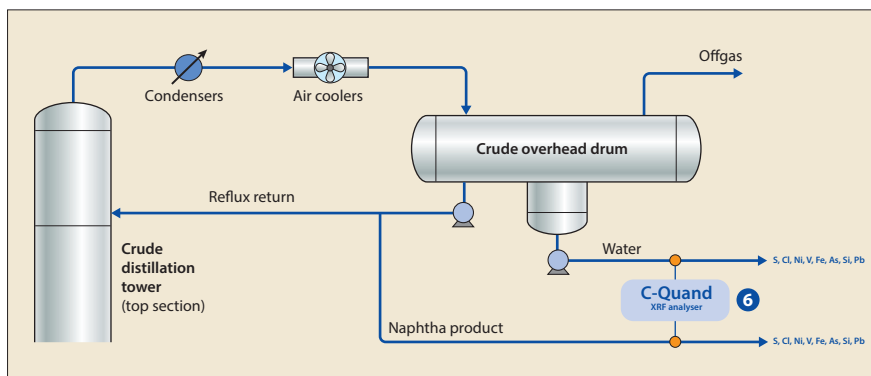 Offgas
Condensers
Air coolers
Crude overhead drum
Reflux return
Crude
distillation
tower
(top section)
Water
S, Cl, Ni, V, Fe, As, Si, Pb
C-Quand
XRF analyser
6
Naphtha product
S, Cl, Ni, V, Fe, As, Si, Pb